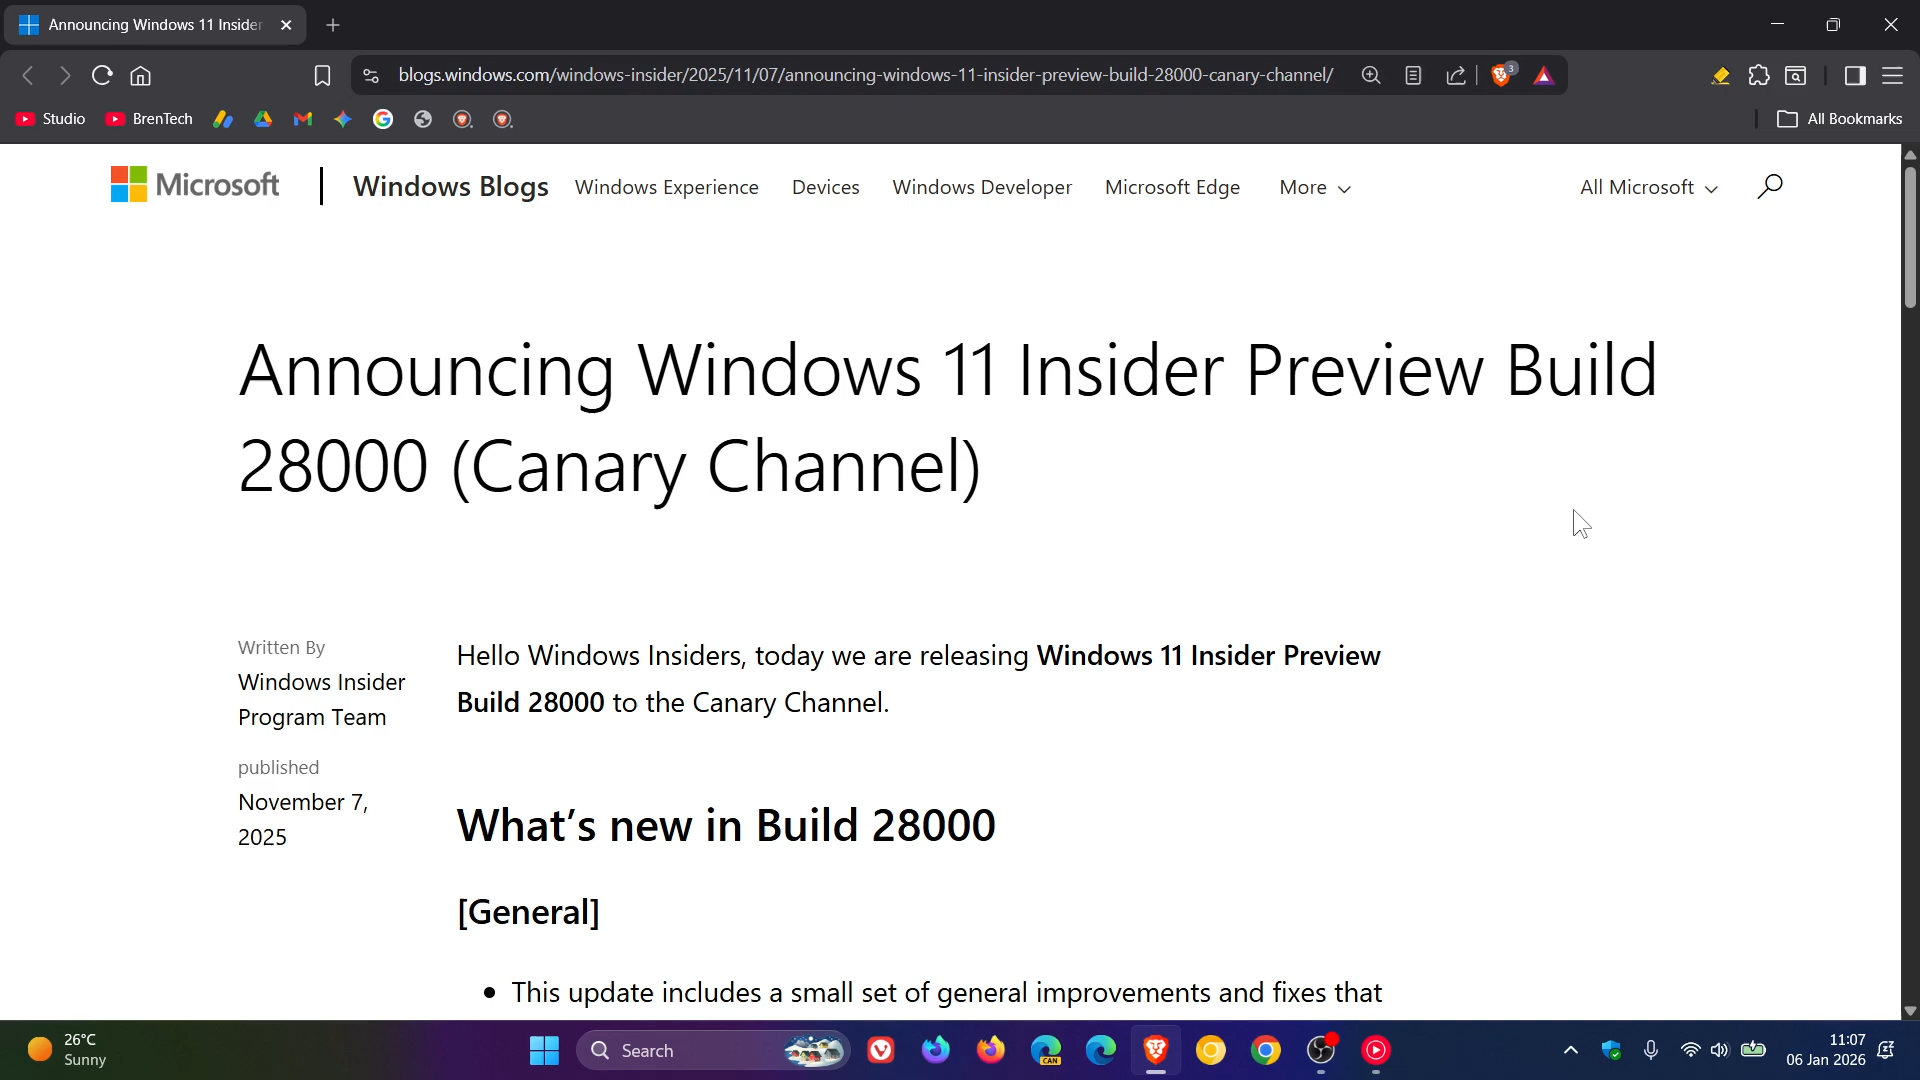 Announcing Windows 11 Insider
blogs.windows.com/windows-insider/2025/11/07/announcing-windows-11-insider-preview-build-28000-canary-channel/
3
Studio BrenTech
All Bookmarks
Microsoft
Windows Blogs Windows Experience Devices Windows Developer Microsoft Edge More
All Microsoft
Announcing Windows 11 Insider Preview Build
28000 (Canary Channel)
Written By
Windows Insider
Program Team
published
November 7,
2025
Hello Windows Insiders, today we are releasing Windows 11 Insider Preview
Build 28000 to the Canary Channel.
What’s new in Build 28000
[General]
• This update includes a small set of general improvements and fixes that
26°C
Sunny
Search
CAN
11:07
06 Jan 2026